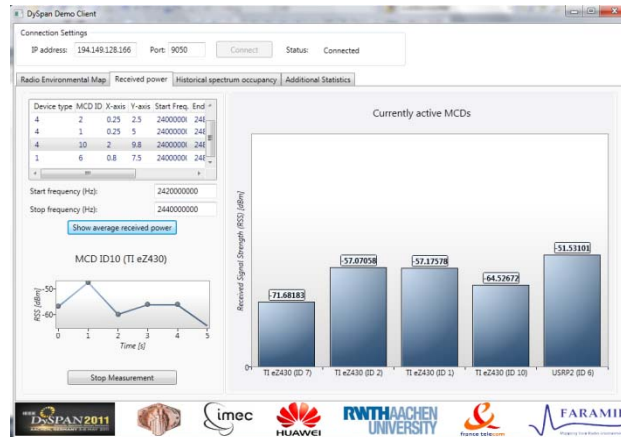 DySpan Demo Client
Connection Settings
IP address: 194.149.128.166 Port: 9050 Connect Status: Connected
Radio Environmental Map Received power Historical spectrum occupancy Additional Statistics
Device type MCD ID X-axis Y-axis Start Freq. End
4 2 0.25 2.5 24000000 248
4 1 0.25 5 24000000 248
4 10 2 9.8 24000000 248
1 6 0.8 7.5 24000000 248
Start frequency (Hz): 2420000000
Stop frequency (Hz): 2440000000
Show average received power
MCD ID10 (TI eZ430)
RSS [dBm]
-50
-60
0 1 2 3 4 5
Time [s]
Stop Measurement
Currently active MCDs
Received Signal Strength (RSS) [dBm]
-71.68183
-57.07058
-57.17578
-64.52672
-51.53101
0
TI eZ430 (ID 7) TI eZ430 (ID 2) TI eZ430 (ID 1) TI eZ430 (ID 10) USRP2 (ID 6)
IEEE
DySPAN2011
imec
HUAWEI
RWTHAACHEN
UNIVERSITY
france telecom
FARAMI